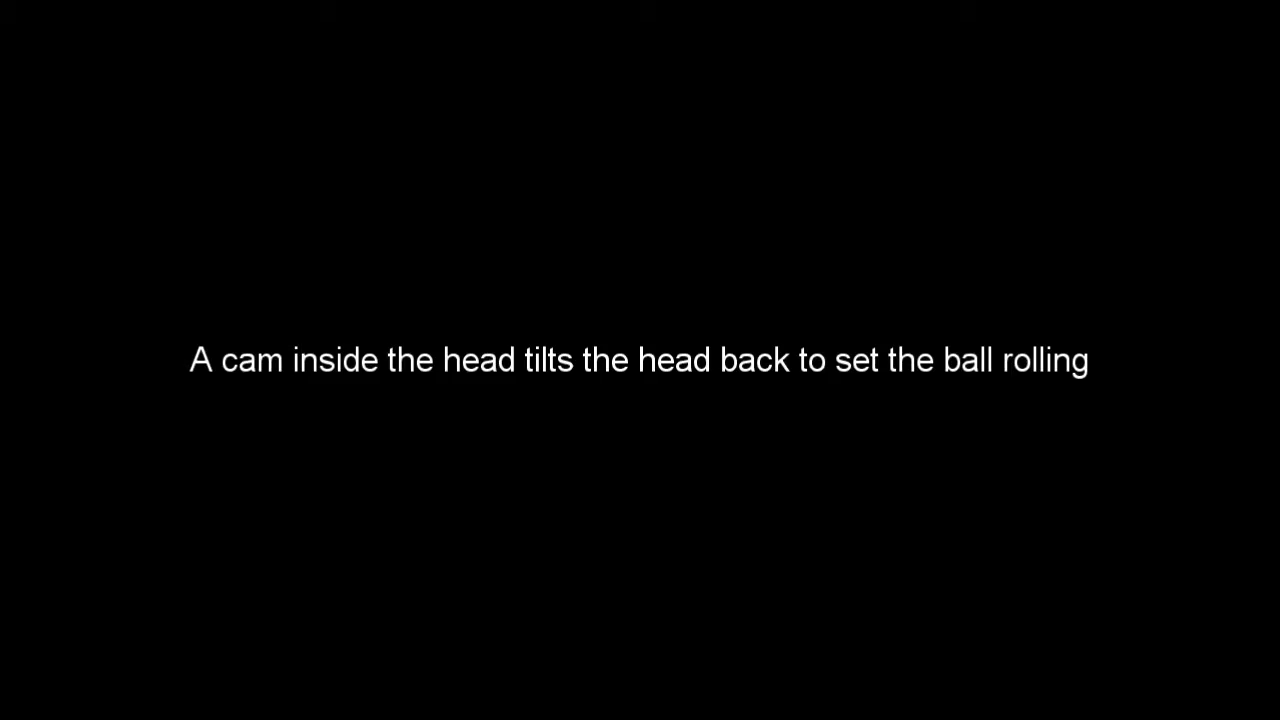 A cam inside the head tilts the head back to set the ball rolling